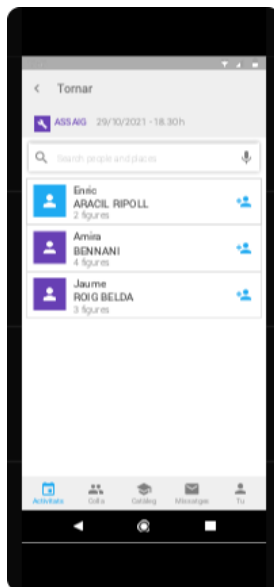 Tornar
ASSAIG 29/10/2021 - 18.30h
Search people and places
Enric
ARACIL RIPOLL
2 figures
Amira
BENNANI
4 figures
Jaume
ROIG BELDA
3 figures
Activitats Colla Catàleg Missatges Tu